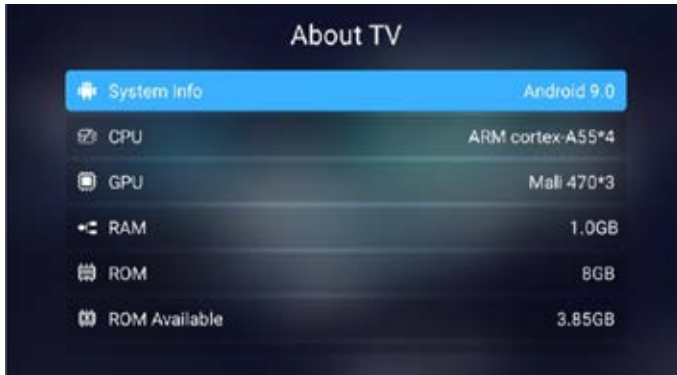 About TV
System Info Android 9.0
CPU ARM cortex-A55*4
GPU Mali 470*3
RAM 1.0GB
ROM 8GB
ROM Available 3.85GB